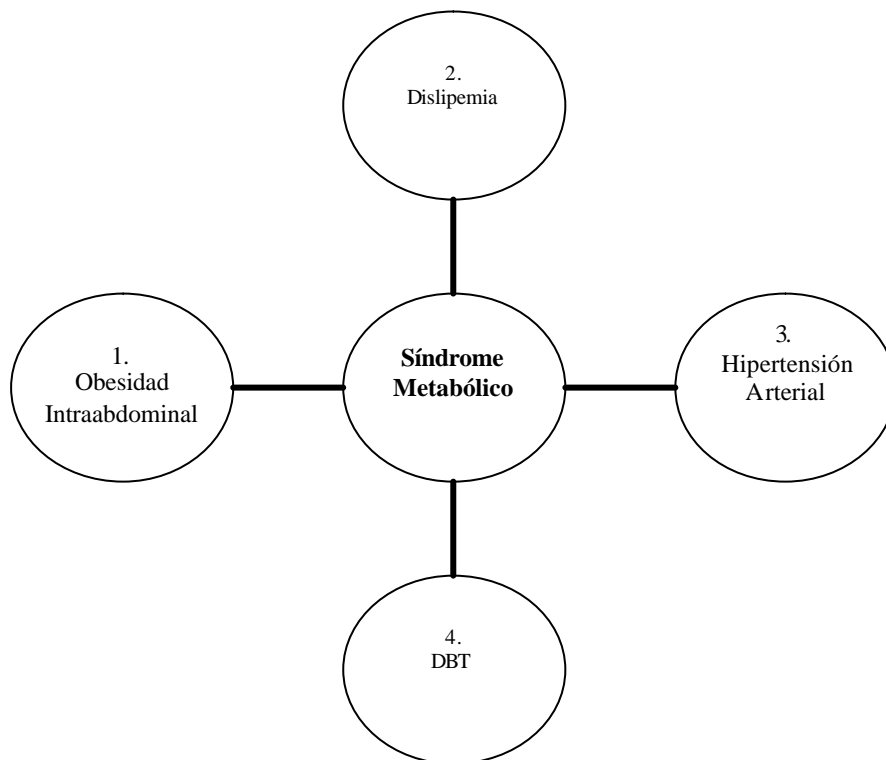 2.
Dislipemia
1.
Obesidad
Intraabdominal
Síndrome
Metabólico
3.
Hipertensión
Arterial
4.
DBT